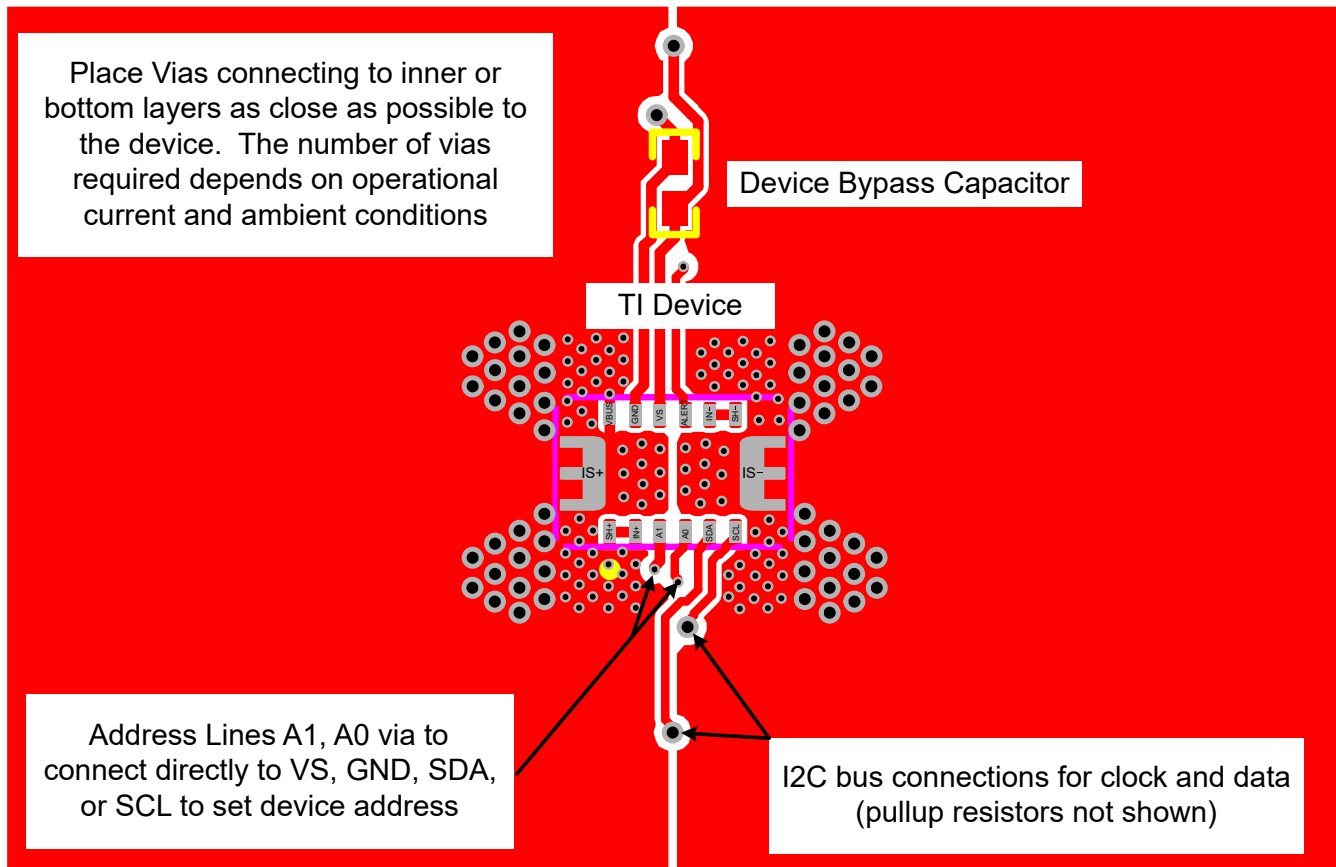 Place Vias connecting to inner or
bottom layers as close as possible to
the device. The number of vias
required depends on operational
current and ambient conditions
Device Bypass Capacitor
TI Device
VBUS
GND
VS
ALER
IN−
SH−
IS+
IS−
SH+
IN+
A1
A0
SDA
SCL
Address Lines A1, A0 via to
connect directly to VS, GND, SDA,
or SCL to set device address
I2C bus connections for clock and data
(pullup resistors not shown)